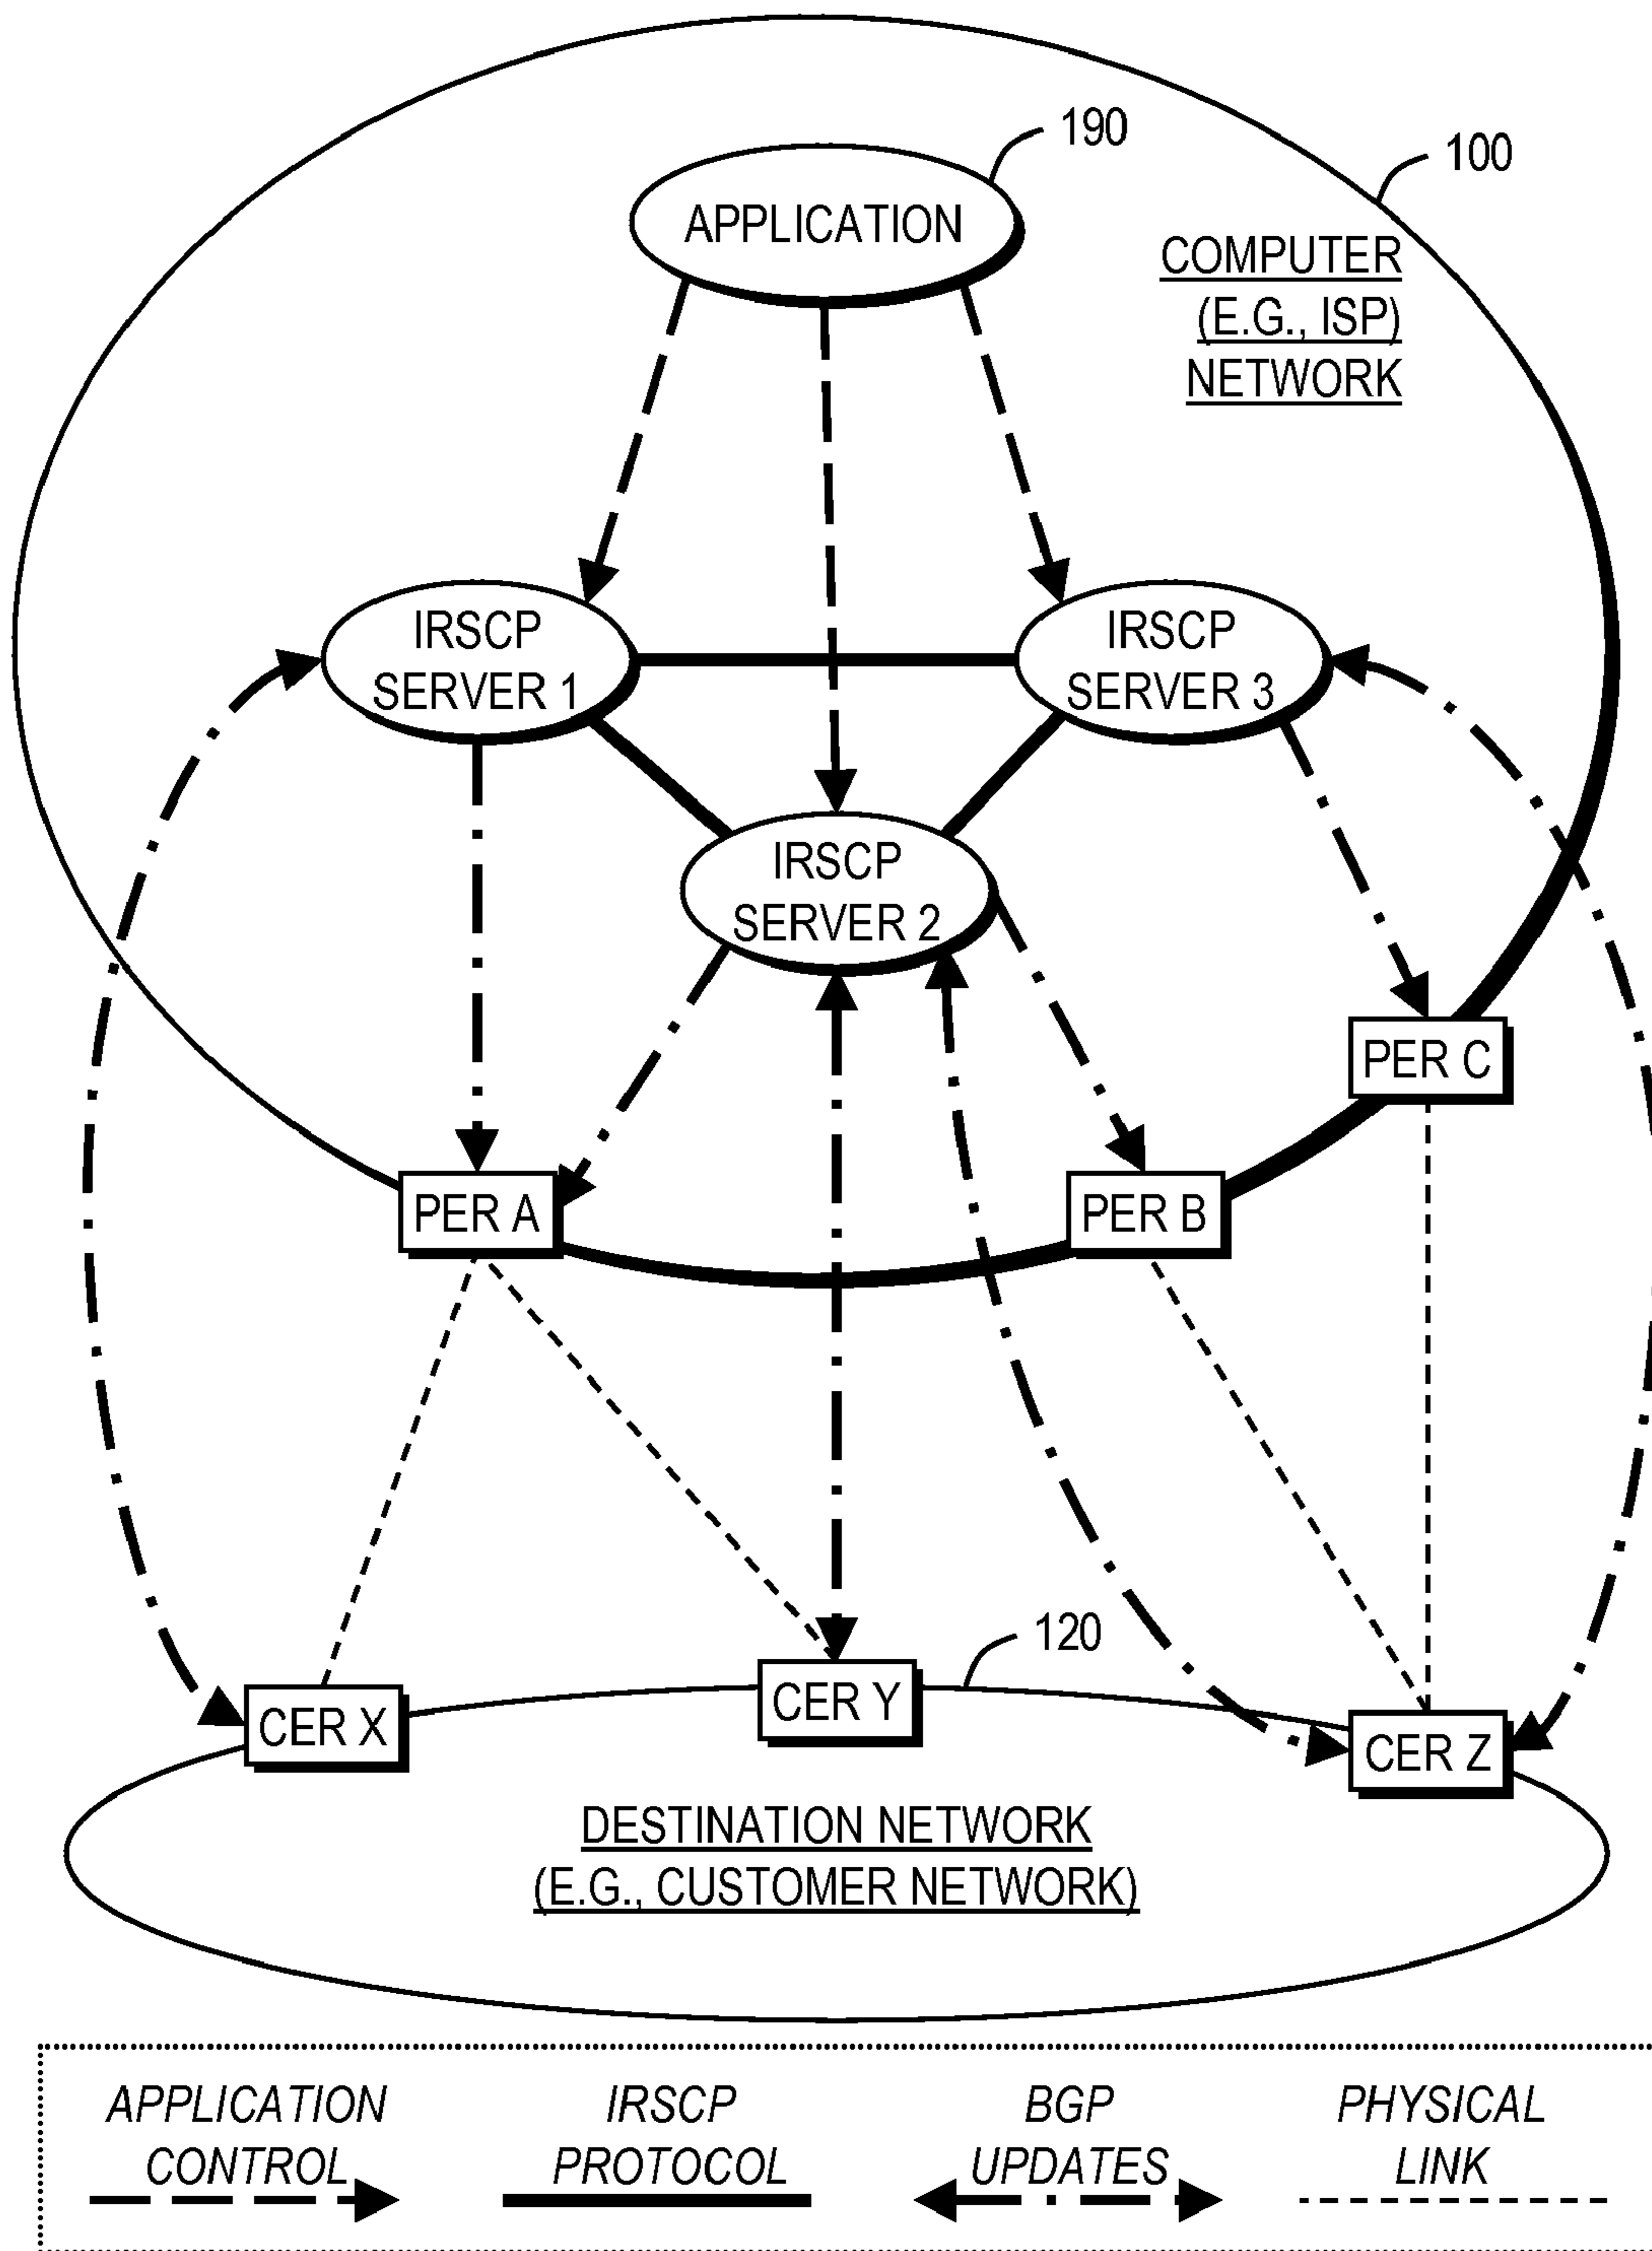 190
100
APPLICATION
COMPUTER
(E.G., ISP)
NETWORK
IRSCP
SERVER 1
IRSCP
SERVER 3
IRSCP
SERVER 2
PER C
PER A
PER B
120
CER X
CER Y
CER Z
DESTINATION NETWORK
(E.G., CUSTOMER NETWORK)
APPLICATION
CONTROL
IRSCP
PROTOCOL
BGP
UPDATES
PHYSICAL
LINK